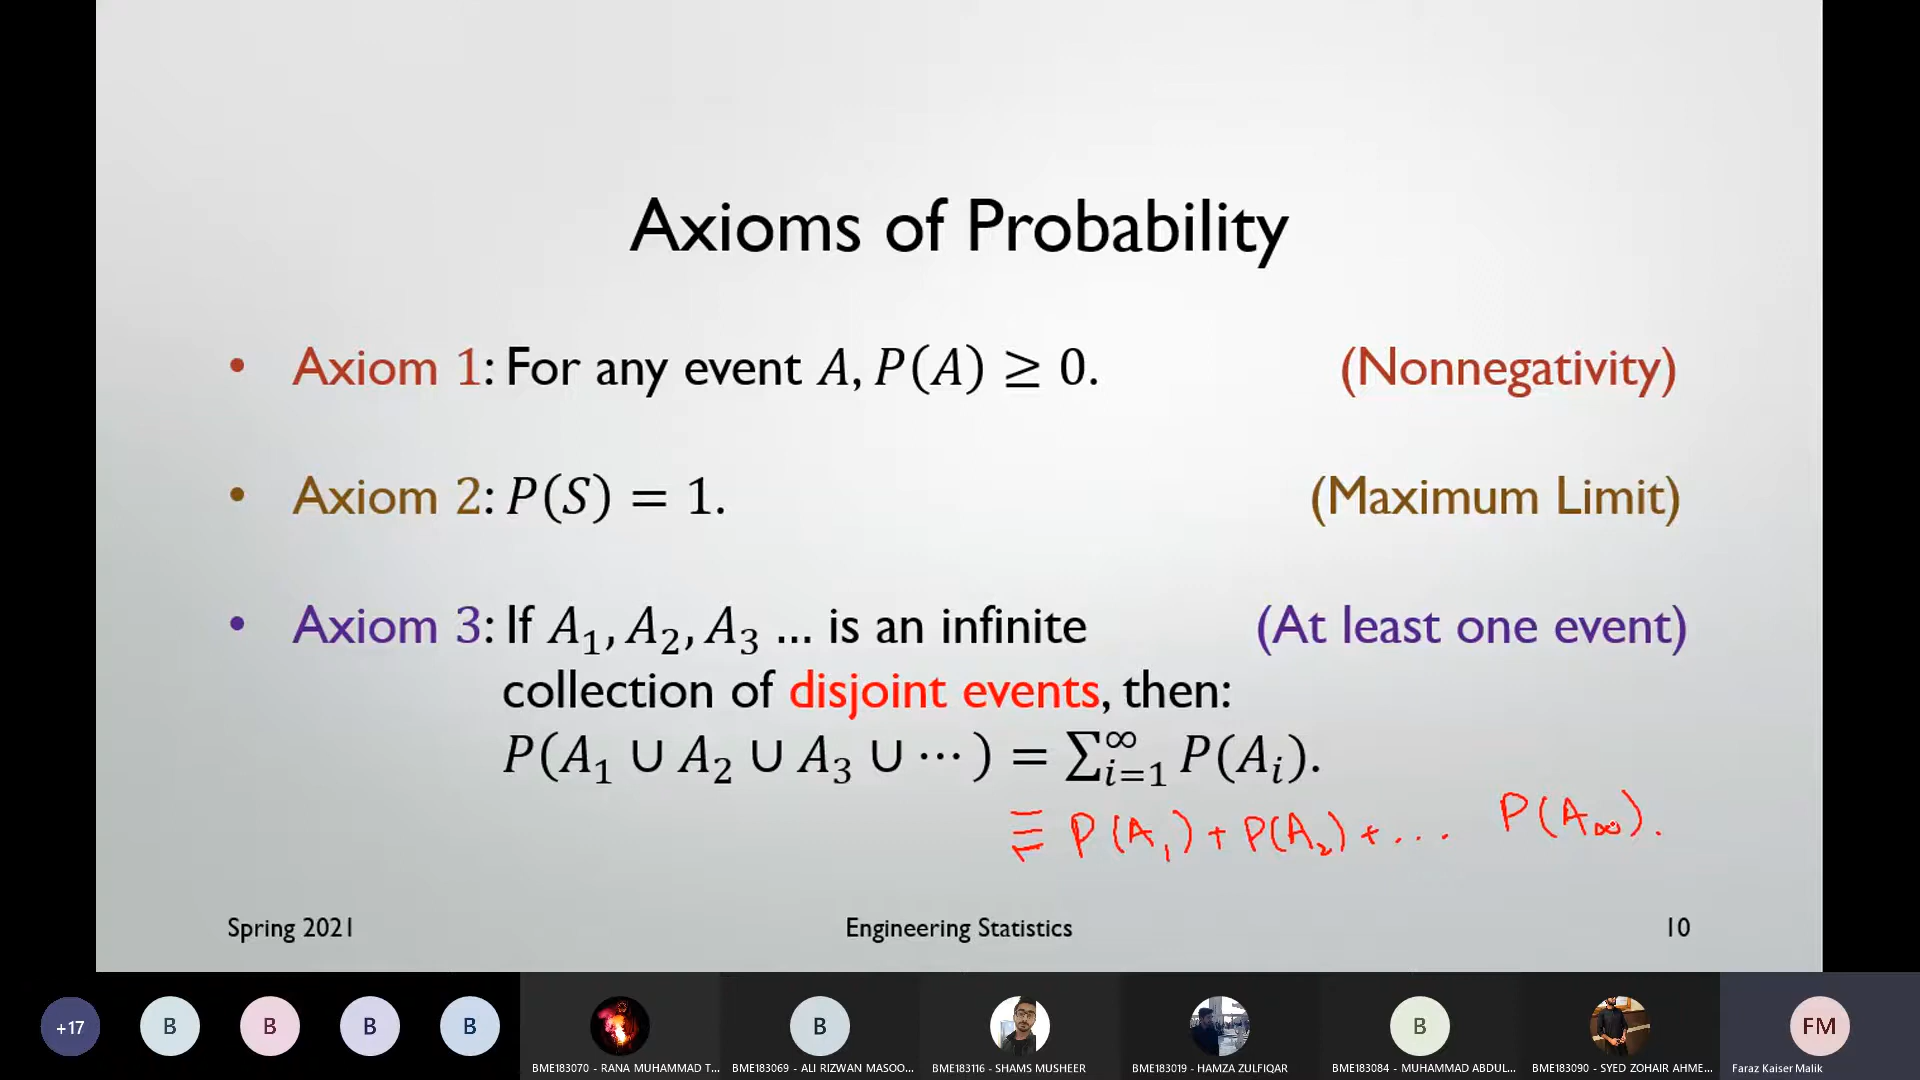 Axioms of Probability
• Axiom 1: For any event A, P(A) ≥ 0. (Nonnegativity)
• Axiom 2: P(S) = 1. (Maximum Limit)
• Axiom 3: If A₁, A₂, A₃ ... is an infinite (At least one event)
collection of disjoint events, then:
P(A₁ ∪ A₂ ∪ A₃ ∪ ⋯ ) = ∑ᵢ₌₁^∞ P(Aᵢ).
≡ P(A₁) + P(A₂) + ... P(A∞).
Spring 2021 Engineering Statistics 10
+17 B B B B B B FM
BME183070 - RANA MUHAMMAD T... BME183069 - ALI RIZWAN MASOO... BME183116 - SHAMS MUSHEER BME183019 - HAMZA ZULFIQAR BME183084 - MUHAMMAD ABDUL... BME183090 - SYED ZOHAIR AHME... Faraz Kaiser Malik